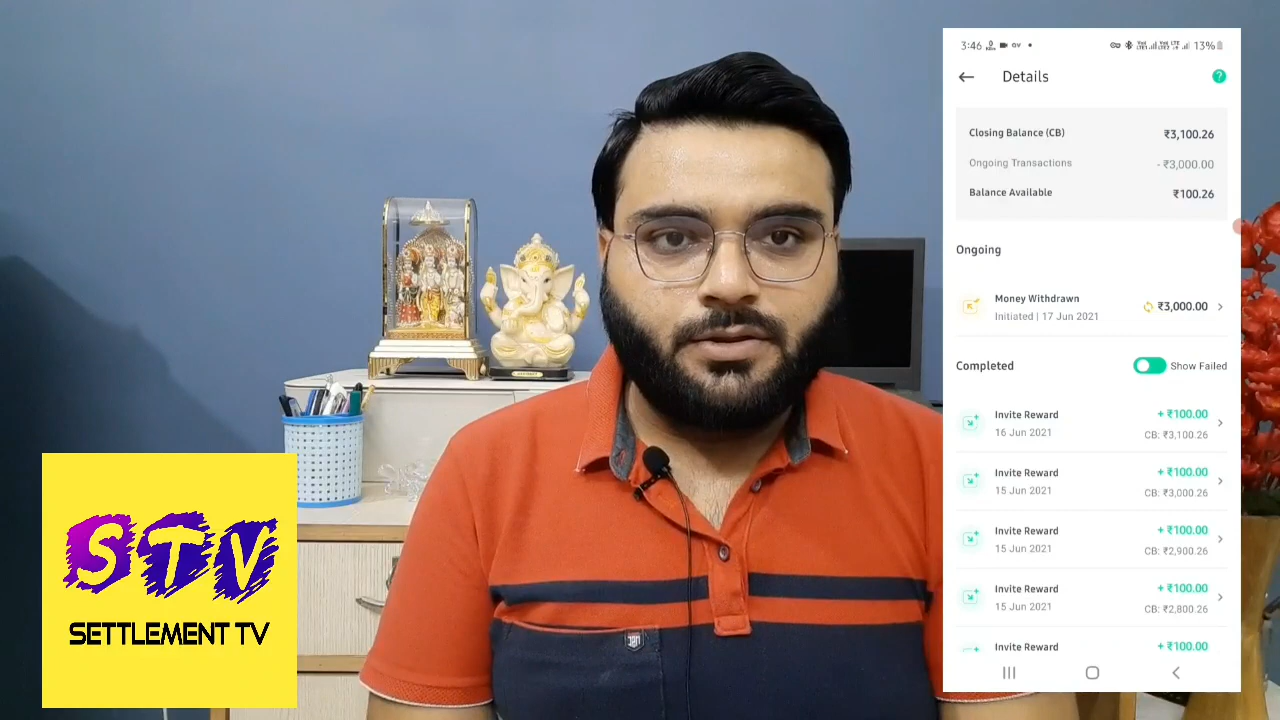 STV
SETTLEMENT TV
3:46
13%
Details
?
Closing Balance (CB) ₹3,100.26
Ongoing Transactions - ₹3,000.00
Balance Available ₹100.26
Ongoing
Money Withdrawn ₹3,000.00
Initiated | 17 Jun 2021
Completed Show Failed
Invite Reward + ₹100.00
16 Jun 2021 CB: ₹3,100.26
Invite Reward + ₹100.00
15 Jun 2021 CB: ₹3,000.26
Invite Reward + ₹100.00
15 Jun 2021 CB: ₹2,900.26
Invite Reward + ₹100.00
15 Jun 2021 CB: ₹2,800.26
Invite Reward + ₹100.00